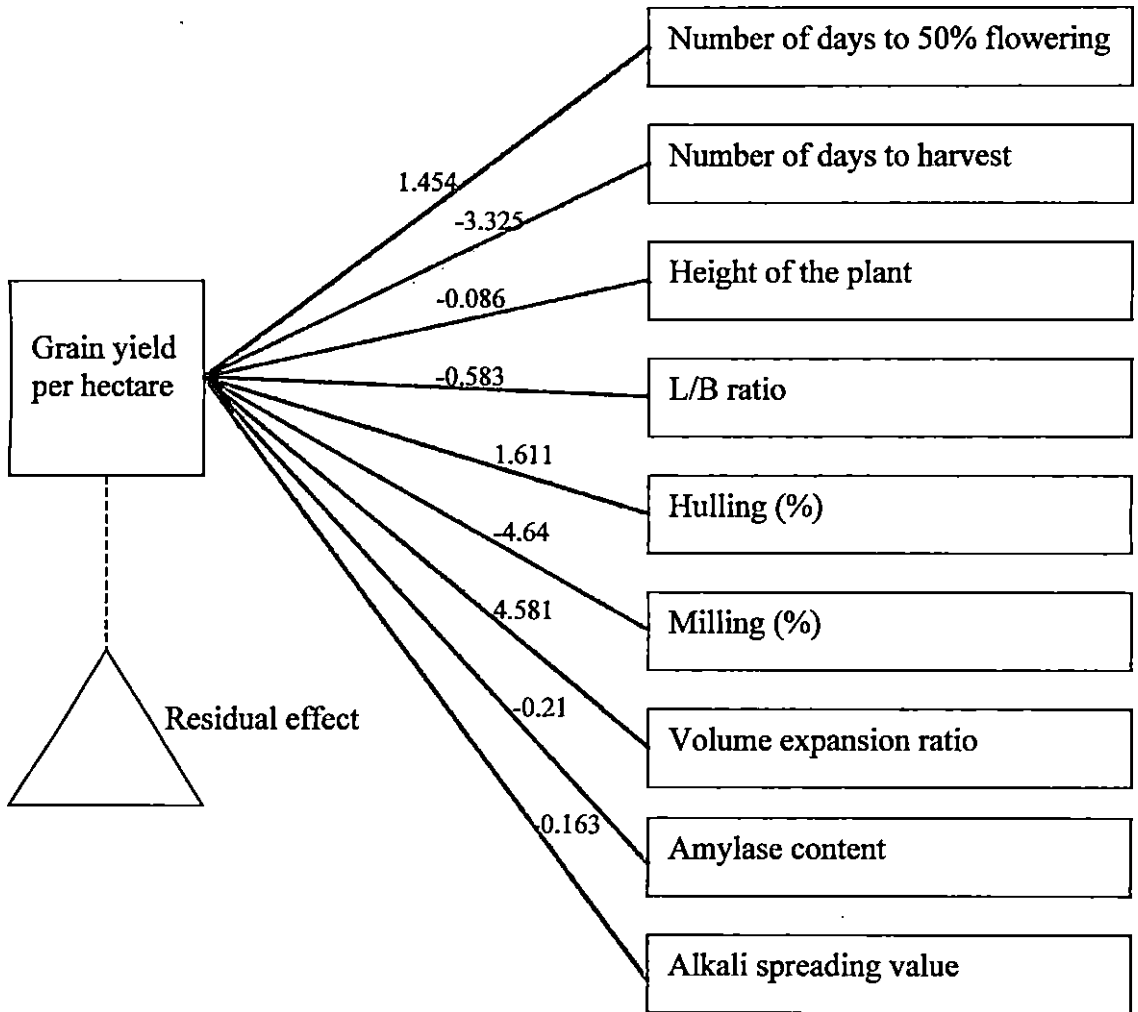 Number of days to 50% flowering
Number of days to harvest
1.454
-3.325
Height of the plant
-0.086
Grain yield
per hectare
-0.583
L/B ratio
1.611
Hulling (%)
-4.64
Milling (%)
4.581
Residual effect
-0.21
Volume expansion ratio
-0.163
Amylase content
Alkali spreading value